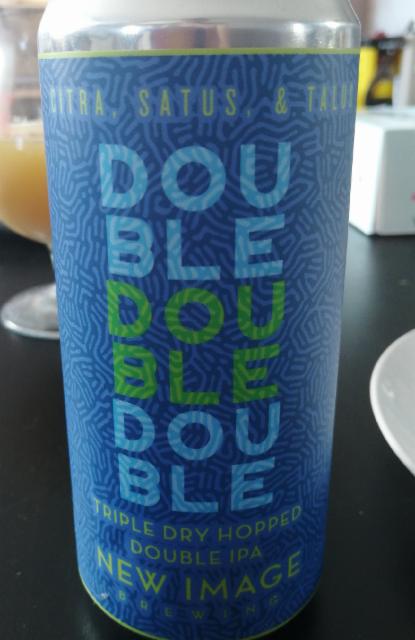 CITRA, SATUS, & TALUS
DOU
BLE
DOU
BLE
DOU
BLE
TRIPLE DRY HOPPED
DOUBLE IPA
NEW IMAGE
BREWING